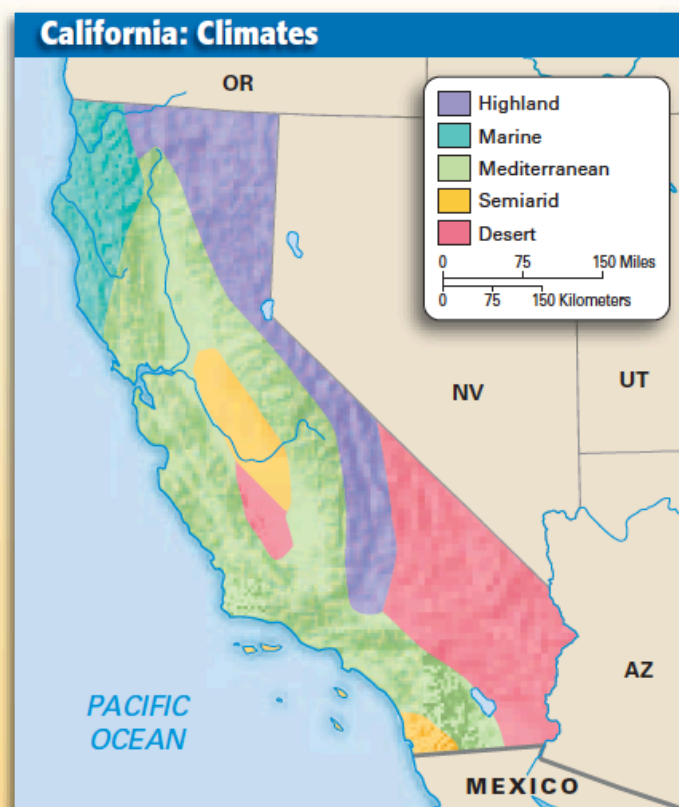 California: Climates
OR
Highland
Marine
Mediterranean
Semiarid
Desert
0 75 150 Miles
0 75 150 Kilometers
NV
UT
AZ
PACIFIC
OCEAN
MEXICO